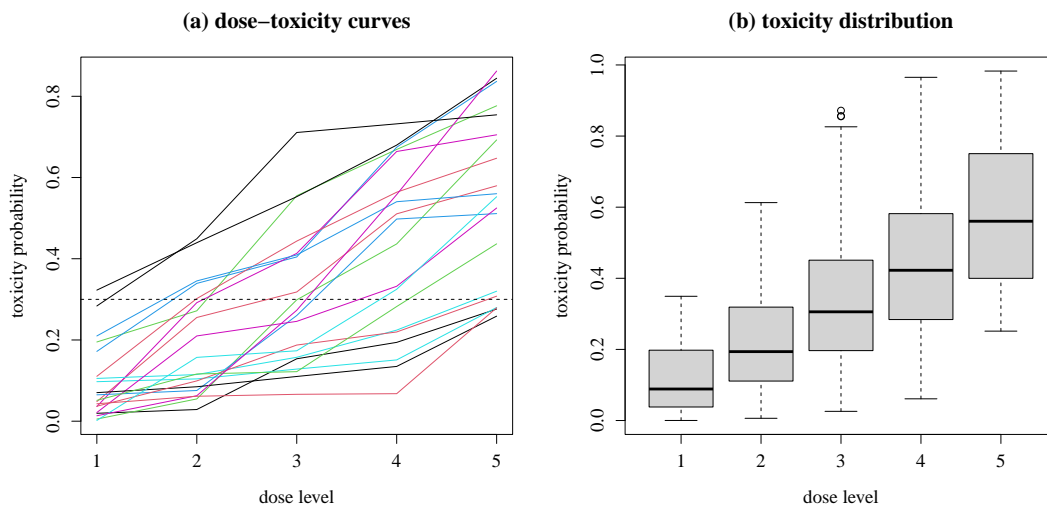 (a) dose−toxicity curves
toxicity probability
0.8
0.6
0.4
0.2
0.0
1 2 3 4 5
dose level
(b) toxicity distribution
toxicity probability
1.0
0.8
0.6
0.4
0.2
0.0
1 2 3 4 5
dose level